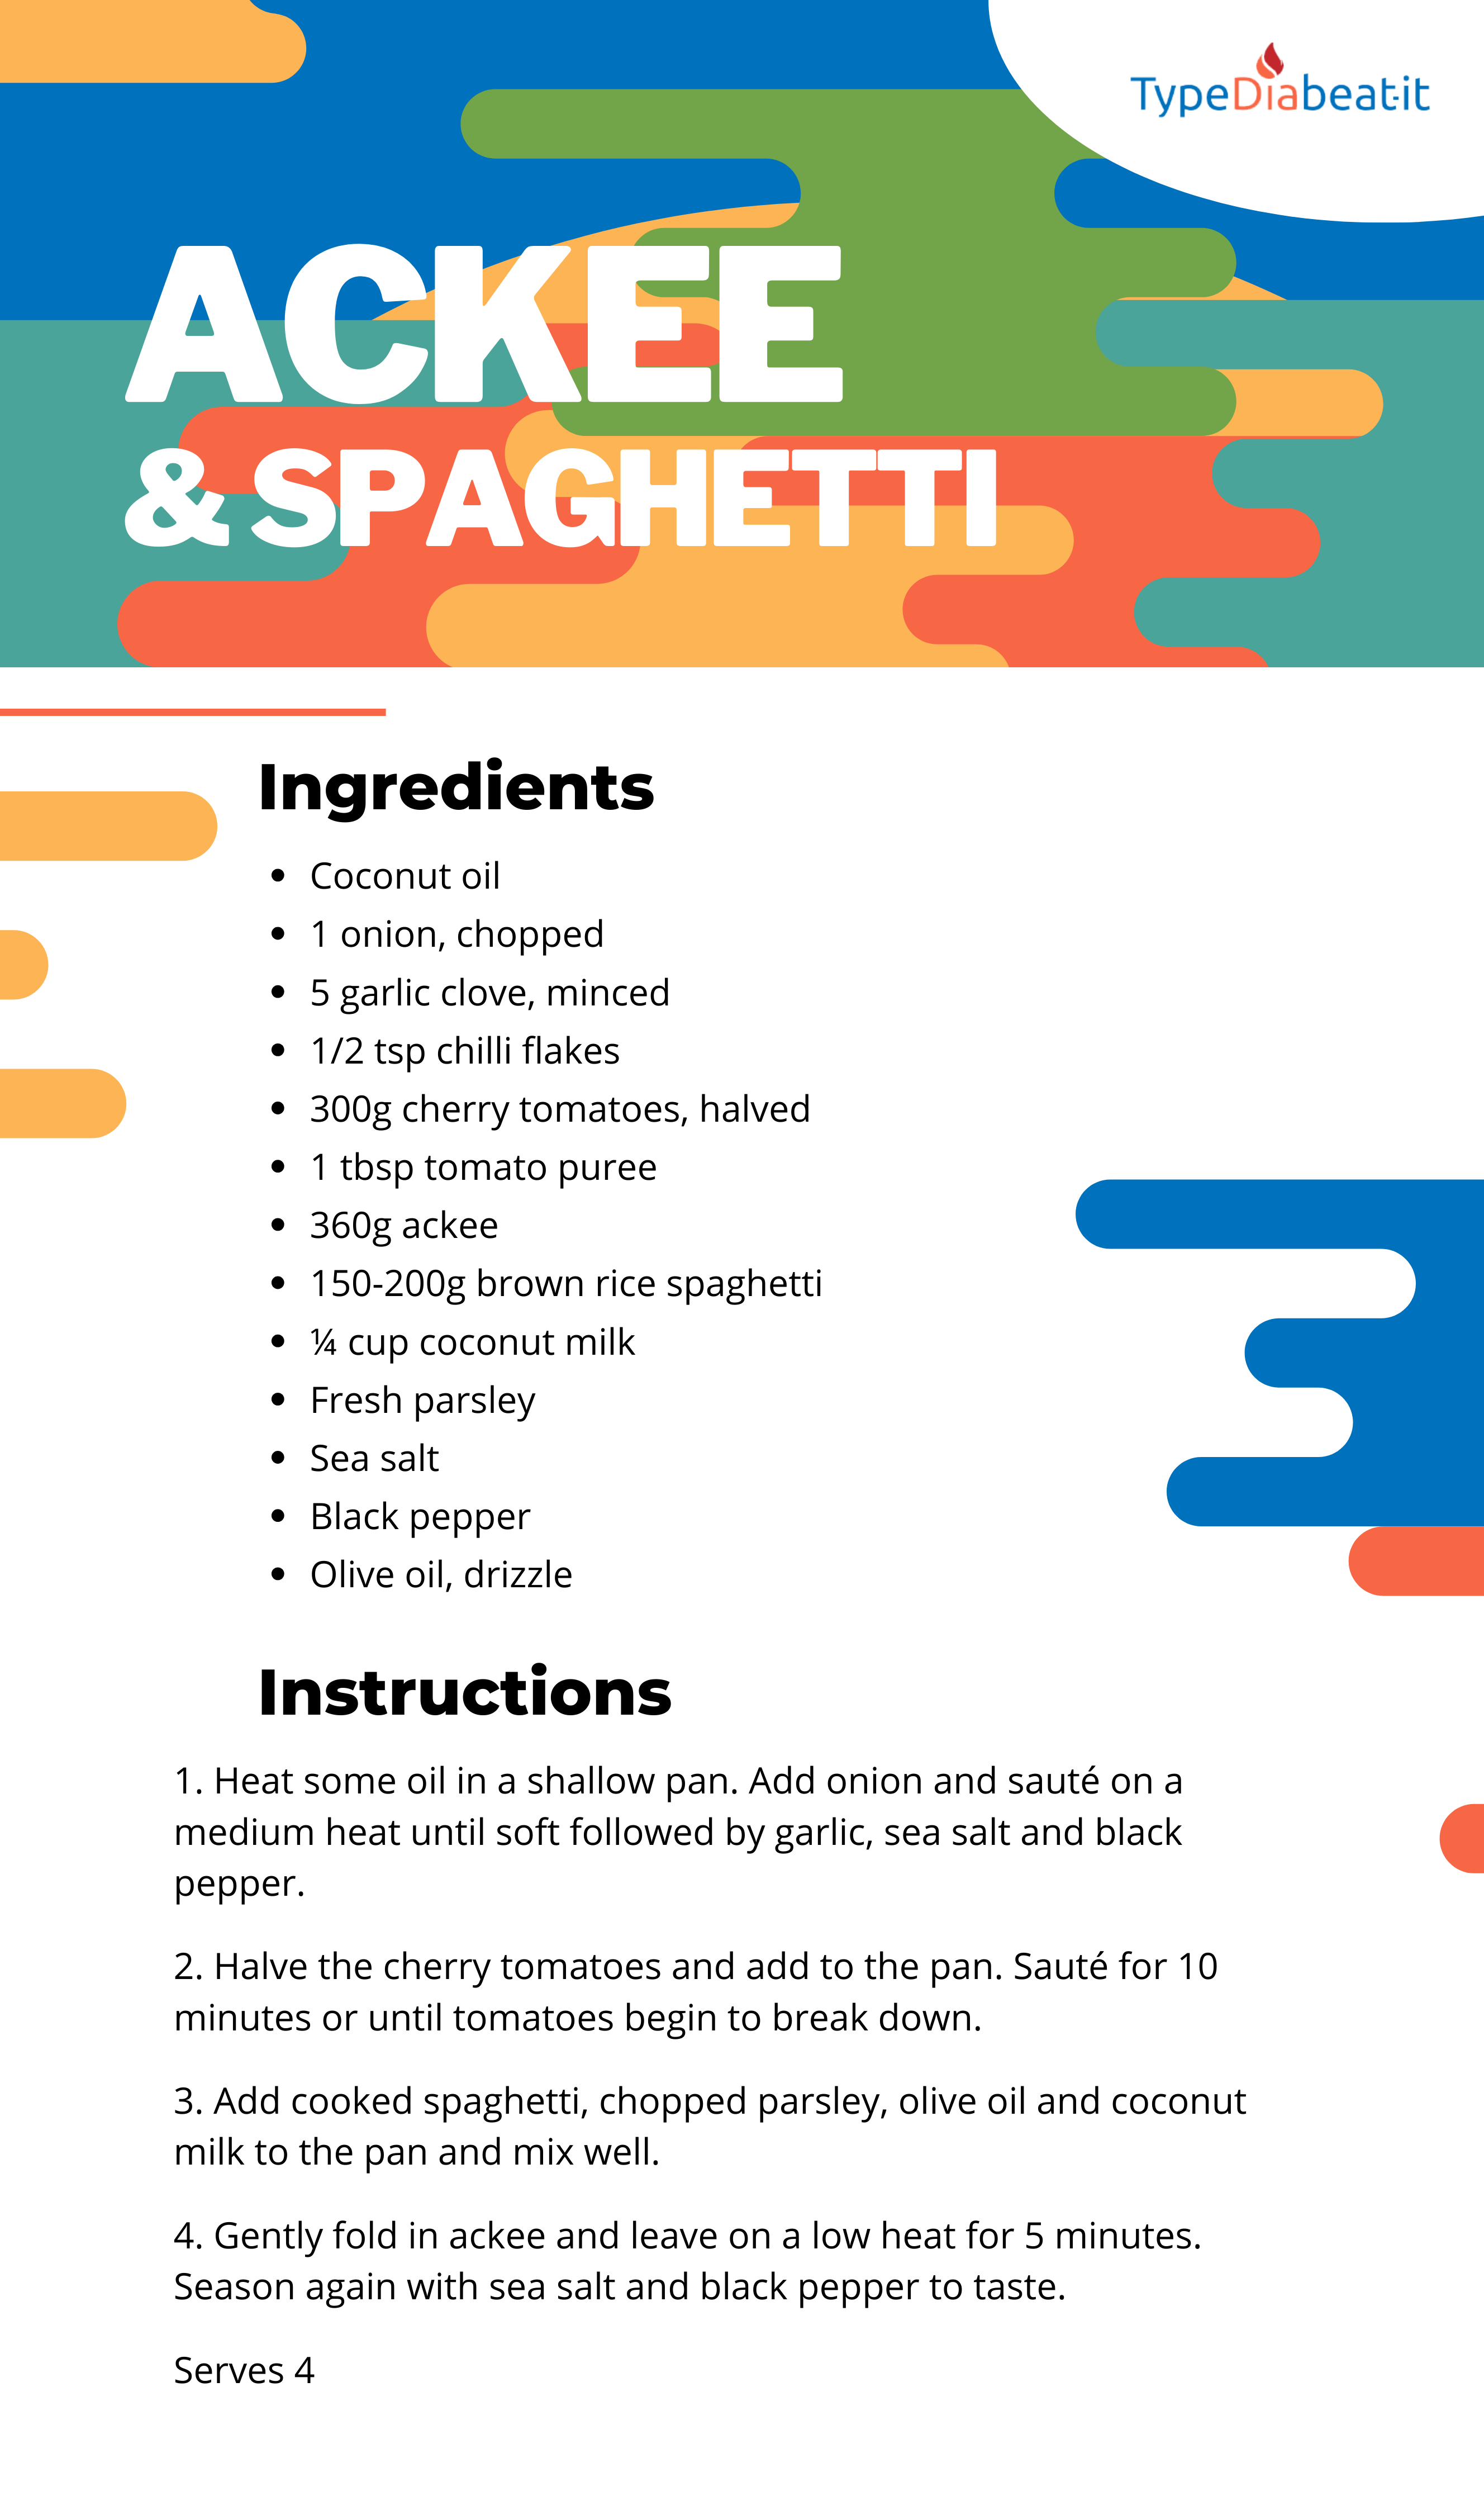 TypeDiabeat-it
ACKEE
& SPAGHETTI
Ingredients
• Coconut oil
• 1 onion, chopped
• 5 garlic clove, minced
• 1/2 tsp chilli flakes
• 300g cherry tomatoes, halved
• 1 tbsp tomato puree
• 360g ackee
• 150-200g brown rice spaghetti
• ¼ cup coconut milk
• Fresh parsley
• Sea salt
• Black pepper
• Olive oil, drizzle
Instructions
1. Heat some oil in a shallow pan. Add onion and sauté on a
medium heat until soft followed by garlic, sea salt and black
pepper.
2. Halve the cherry tomatoes and add to the pan. Sauté for 10
minutes or until tomatoes begin to break down.
3. Add cooked spaghetti, chopped parsley, olive oil and coconut
milk to the pan and mix well.
4. Gently fold in ackee and leave on a low heat for 5 minutes.
Season again with sea salt and black pepper to taste.
Serves 4